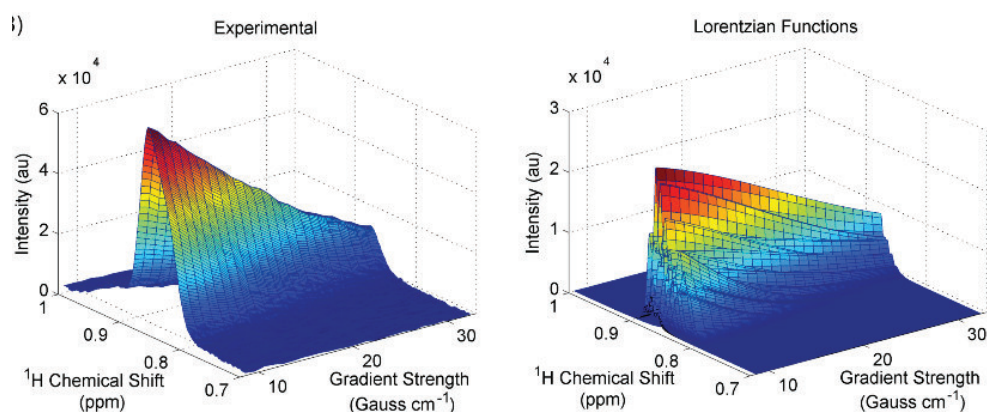 3)
Experimental
x 10^4
6
4
2
0
Intensity (au)
1
0.9
0.8
0.7
^1H Chemical Shift
(ppm)
10
20
30
Gradient Strength
(Gauss cm^-1)
Lorentzian Functions
x 10^4
3
2
1
0
Intensity (au)
1
0.9
0.8
0.7
^1H Chemical Shift
(ppm)
10
20
30
Gradient Strength
(Gauss cm^-1)